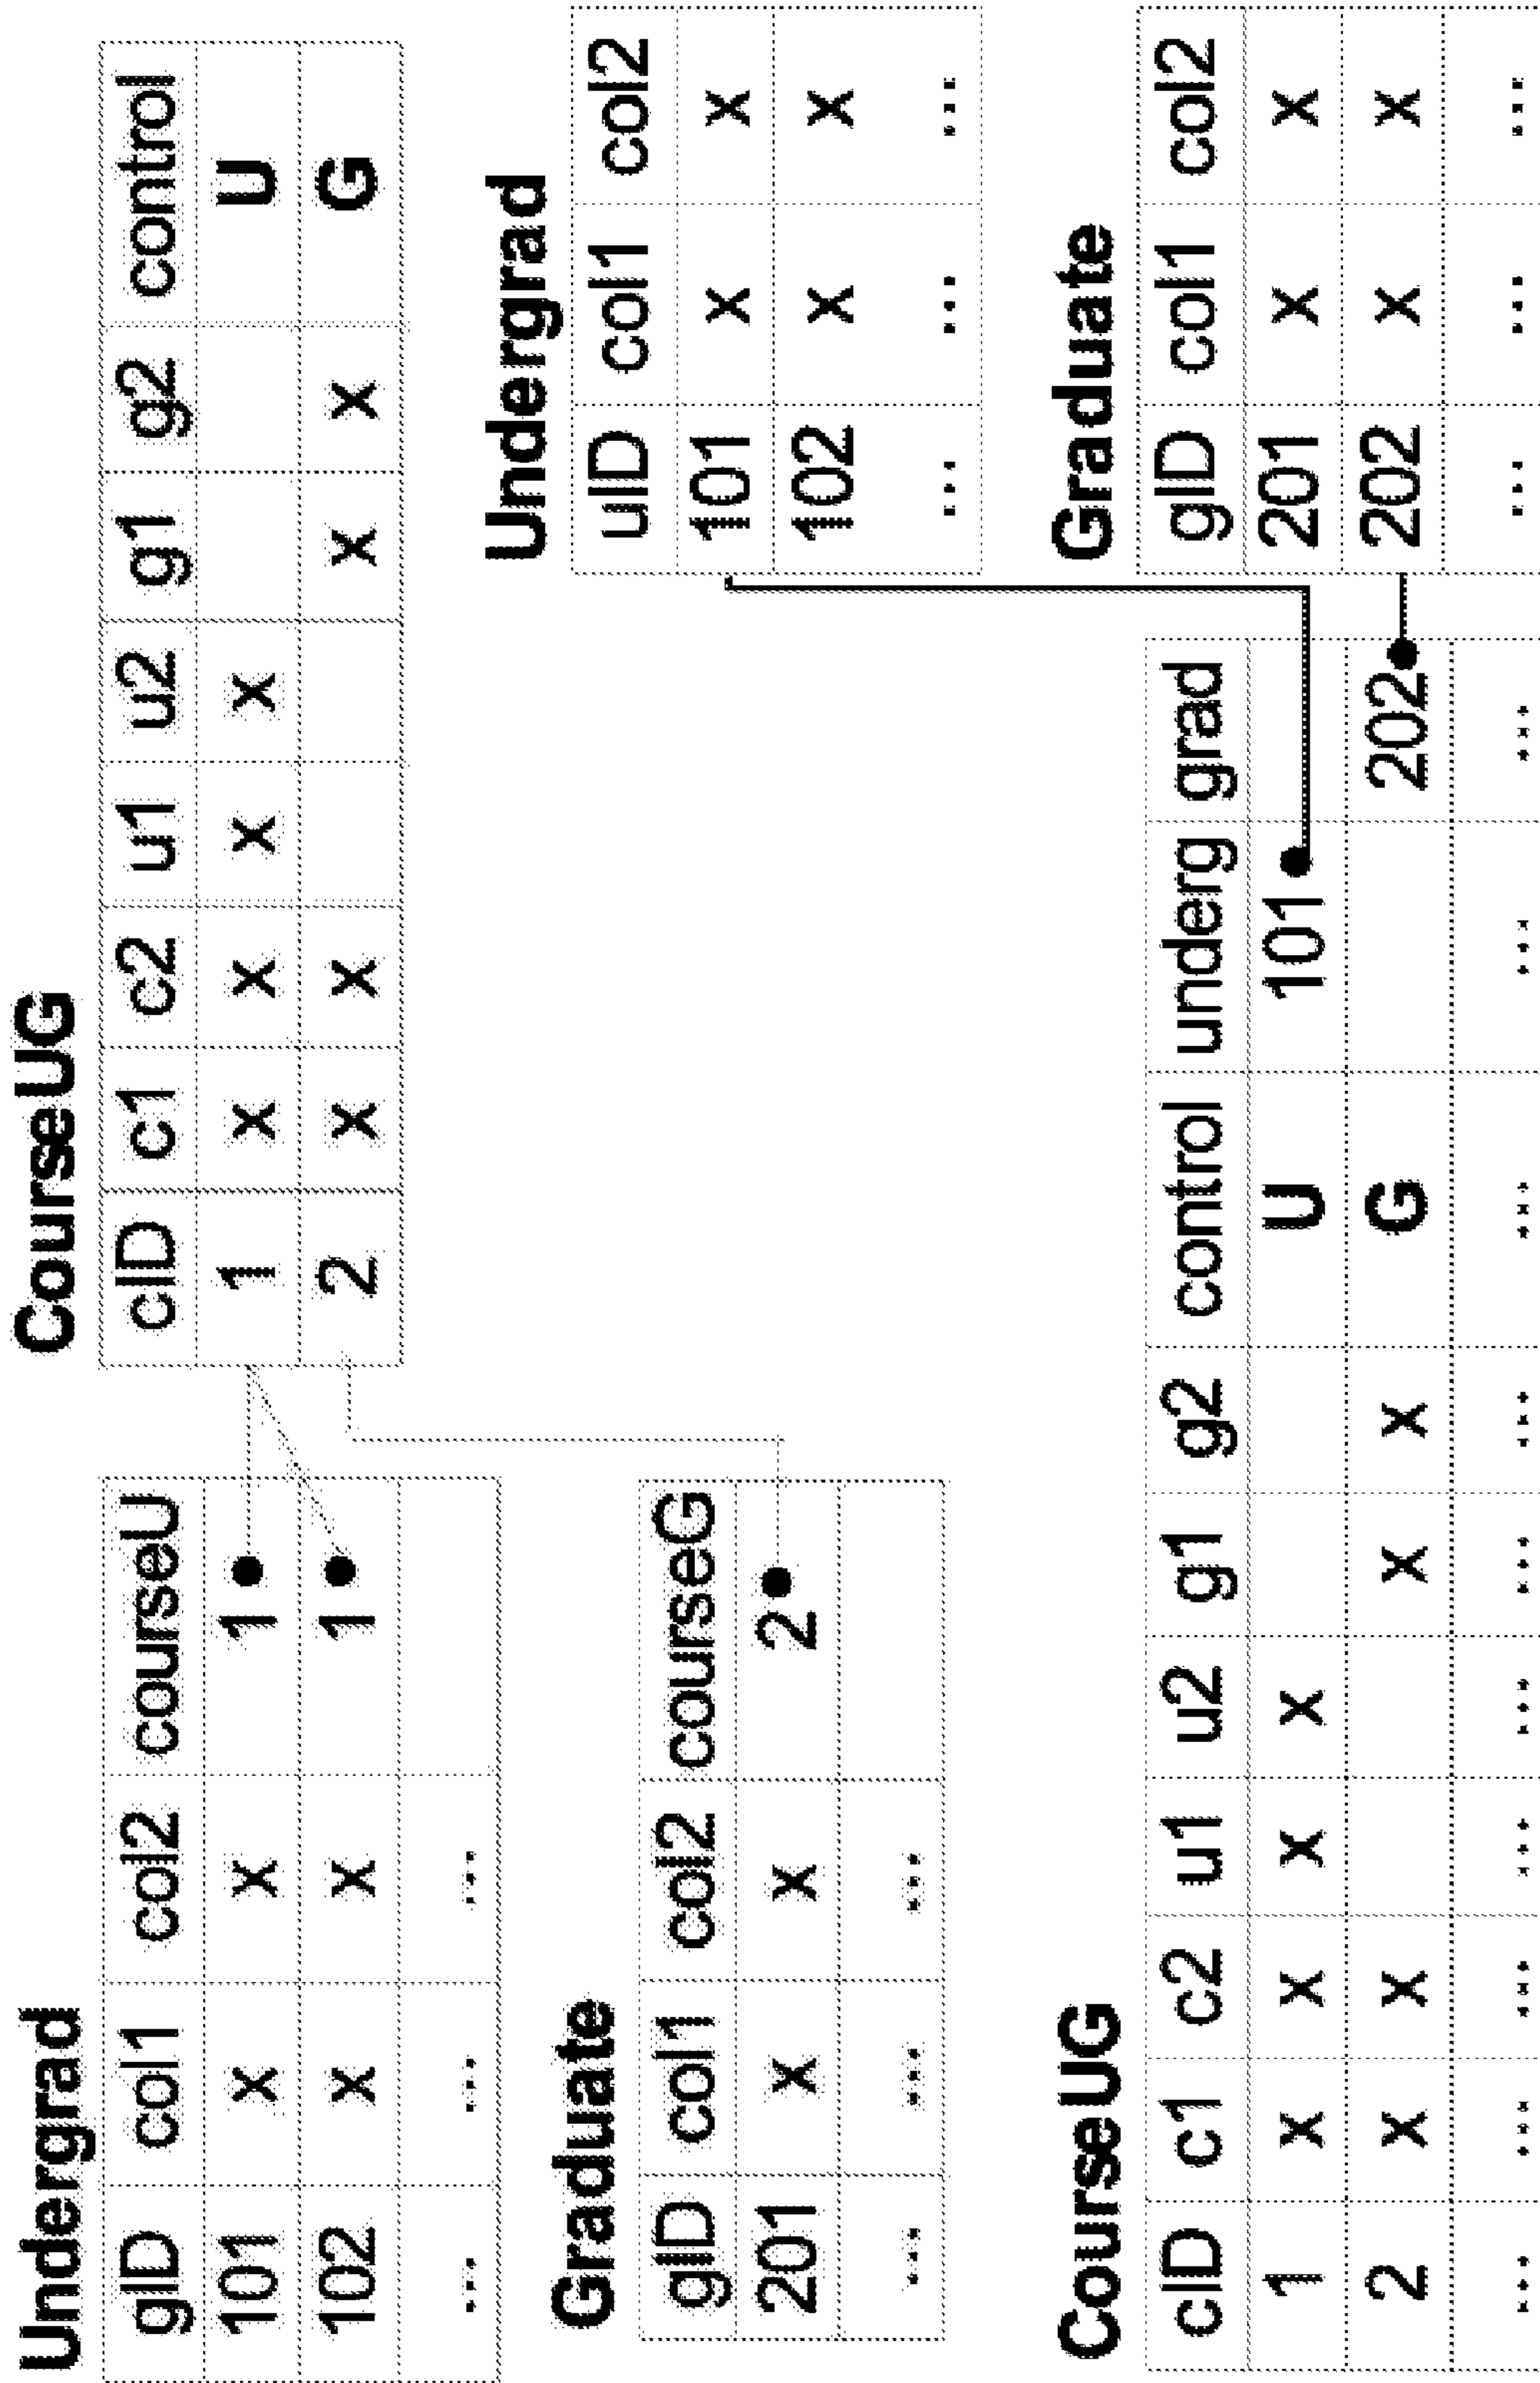 Undergrad
gID col1 col2 courseU
101 x x 1
102 x x 1
... ... ...
CourseUG
cID c1 c2 u1 u2 g1 g2 control
1 x x x x U
2 x x x x G
Graduate
gID col1 col2 courseG
201 x x 2
... ... ...
Undergrad
uID col1 col2
101 x x
102 x x
... ... ...
CourseUG
cID c1 c2 u1 u2 g1 g2 control underg grad
1 x x x x U 101
2 x x x x G 202
... ... ... ... ... ... ... ... ... ...
Graduate
gID col1 col2
201 x x
202 x x
... ... ...